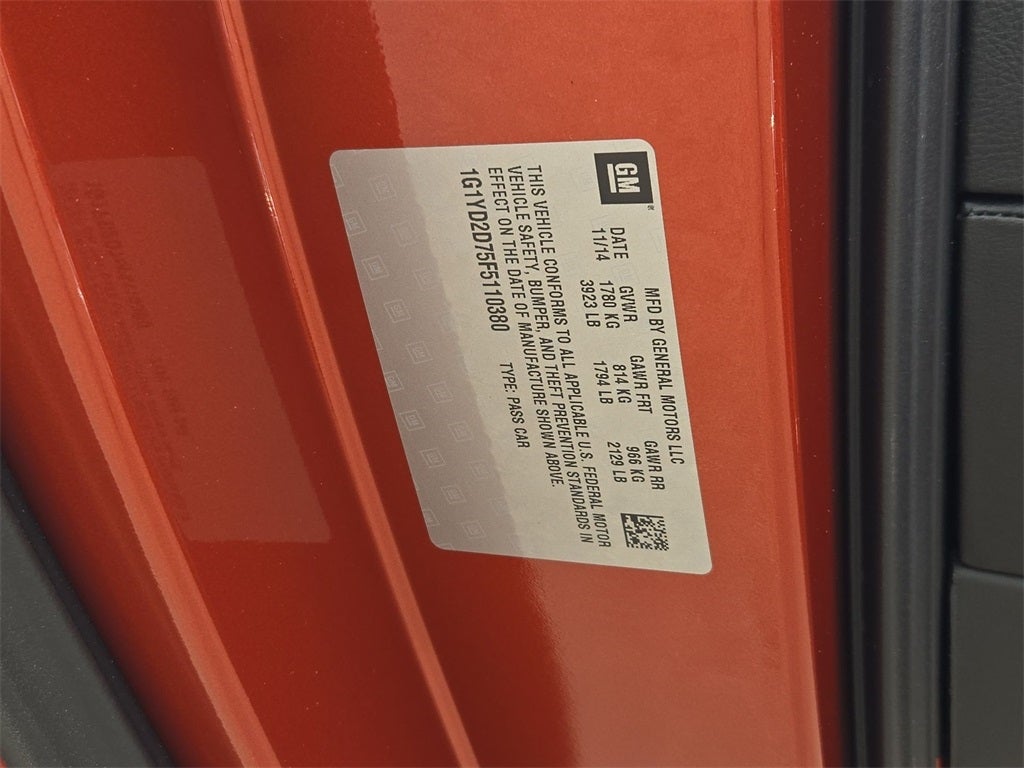 GM
MFD BY GENERAL MOTORS LLC
DATE GVWR GAWR FRT GAWR RR
11/14 1780 KG 814 KG 966 KG
3923 LB 1794 LB 2129 LB
THIS VEHICLE CONFORMS TO ALL APPLICABLE U.S. FEDERAL MOTOR
VEHICLE SAFETY, BUMPER, AND THEFT PREVENTION STANDARDS IN
EFFECT ON THE DATE OF MANUFACTURE SHOWN ABOVE.
1G1YD2D75F5110380 TYPE: PASS CAR